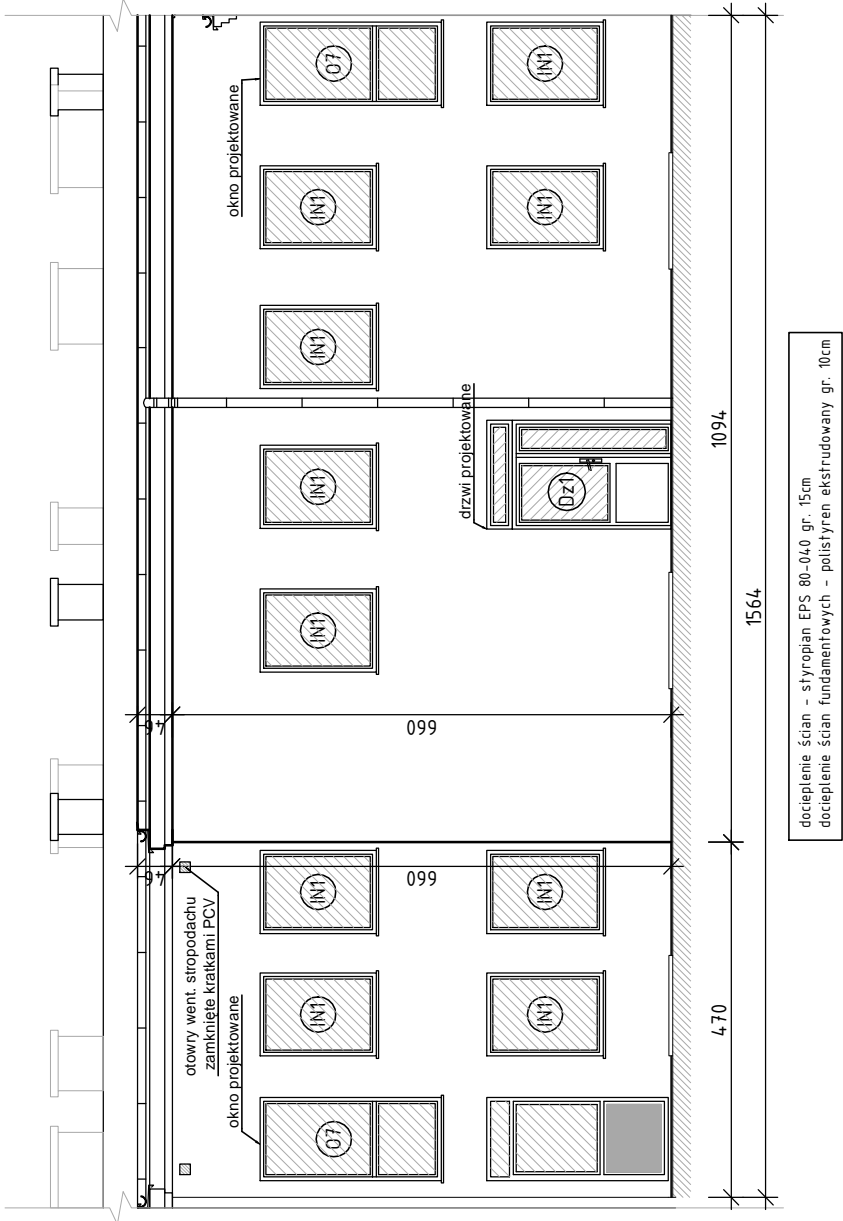 otowry went. stropodachu
zamknięte kratkami PCV
okno projektowane
okno projektowane
46
46
O7
IN1
IN1
IN1
IN1
IN1
IN1
O7
660
660
drzwi projektowane
IN1
IN1
Dz1
IN1
IN1
470
1094
1564
docieplenie ścian - styropian EPS 80-040 gr. 15cm
docieplenie ścian fundamentowych - polistyren ekstrudowany gr. 10cm